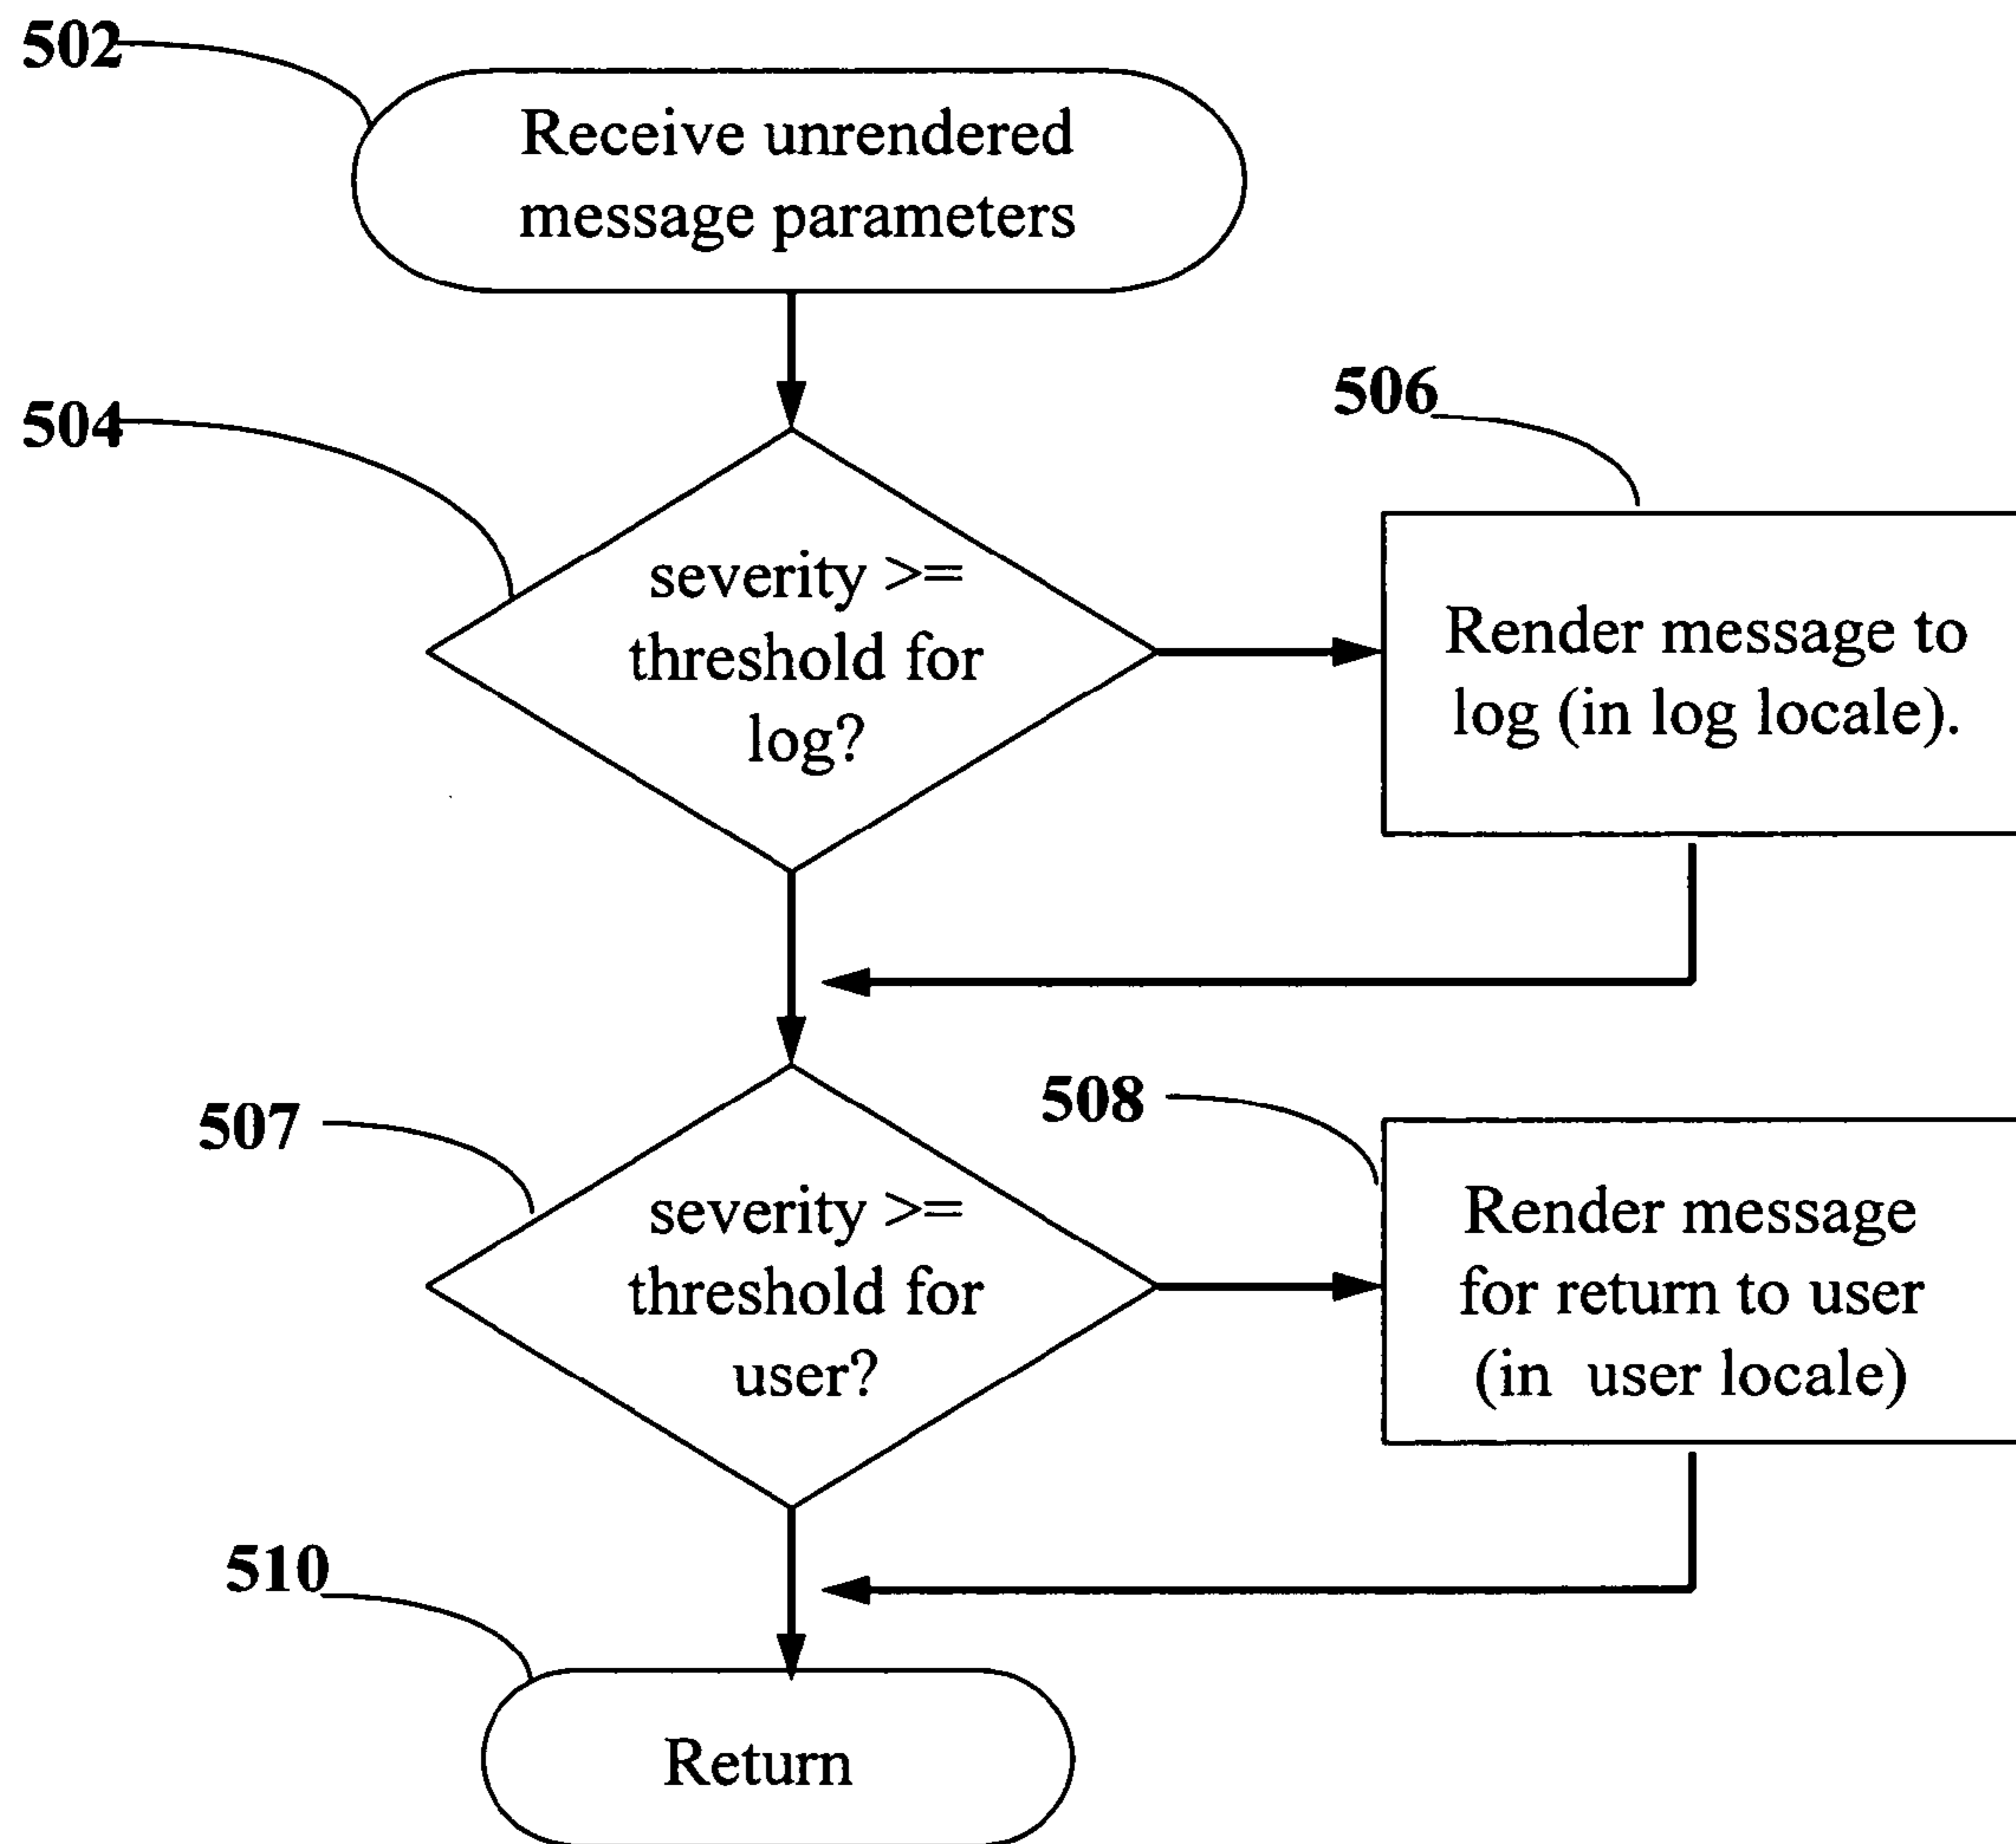 502
Receive unrendered
message parameters
504
severity >=
threshold for
log?
506
Render message to
log (in log locale).
507
severity >=
threshold for
user?
508
Render message
for return to user
(in user locale)
510
Return